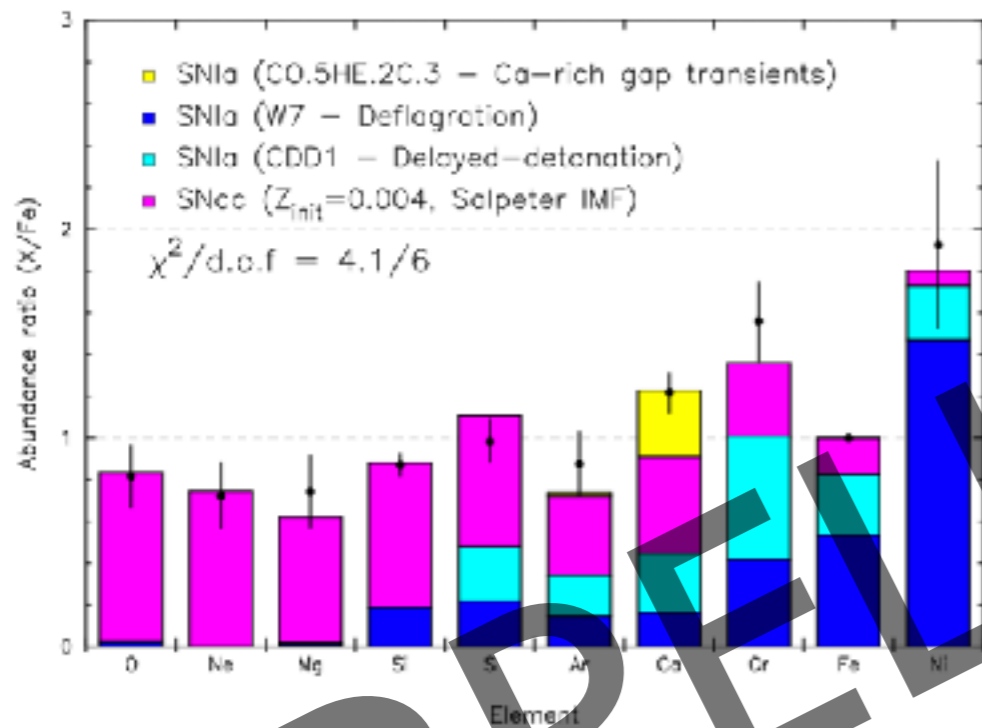 3
SNIa (CO.5HE.2C.3 – Ca–rich gap transients)
SNIa (W7 – Deflagration)
SNIa (CDD1 – Delayed–detonation)
SNcc (Z_init=0.004, Salpeter IMF)
2
χ²/d.o.f = 4.1/6
Abundance ratio (X/Fe)
1
0
O Ne Mg Si S Ar Ca Cr Fe Ni
Element
PEL